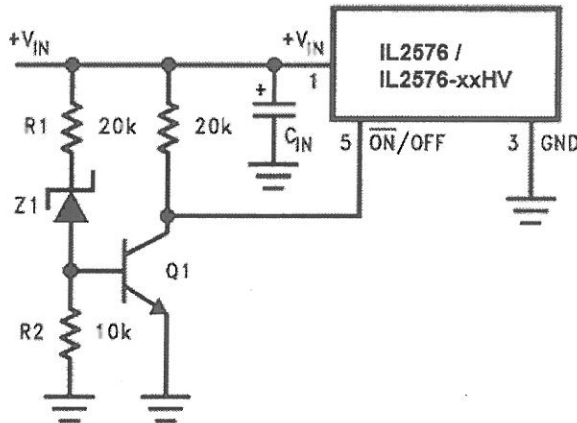 +VIN
+VIN
1
IL2576 /
IL2576-xxHV
R1 20k
20k
+
CIN
5 ON/OFF
3 GND
Z1
Q1
R2 10k